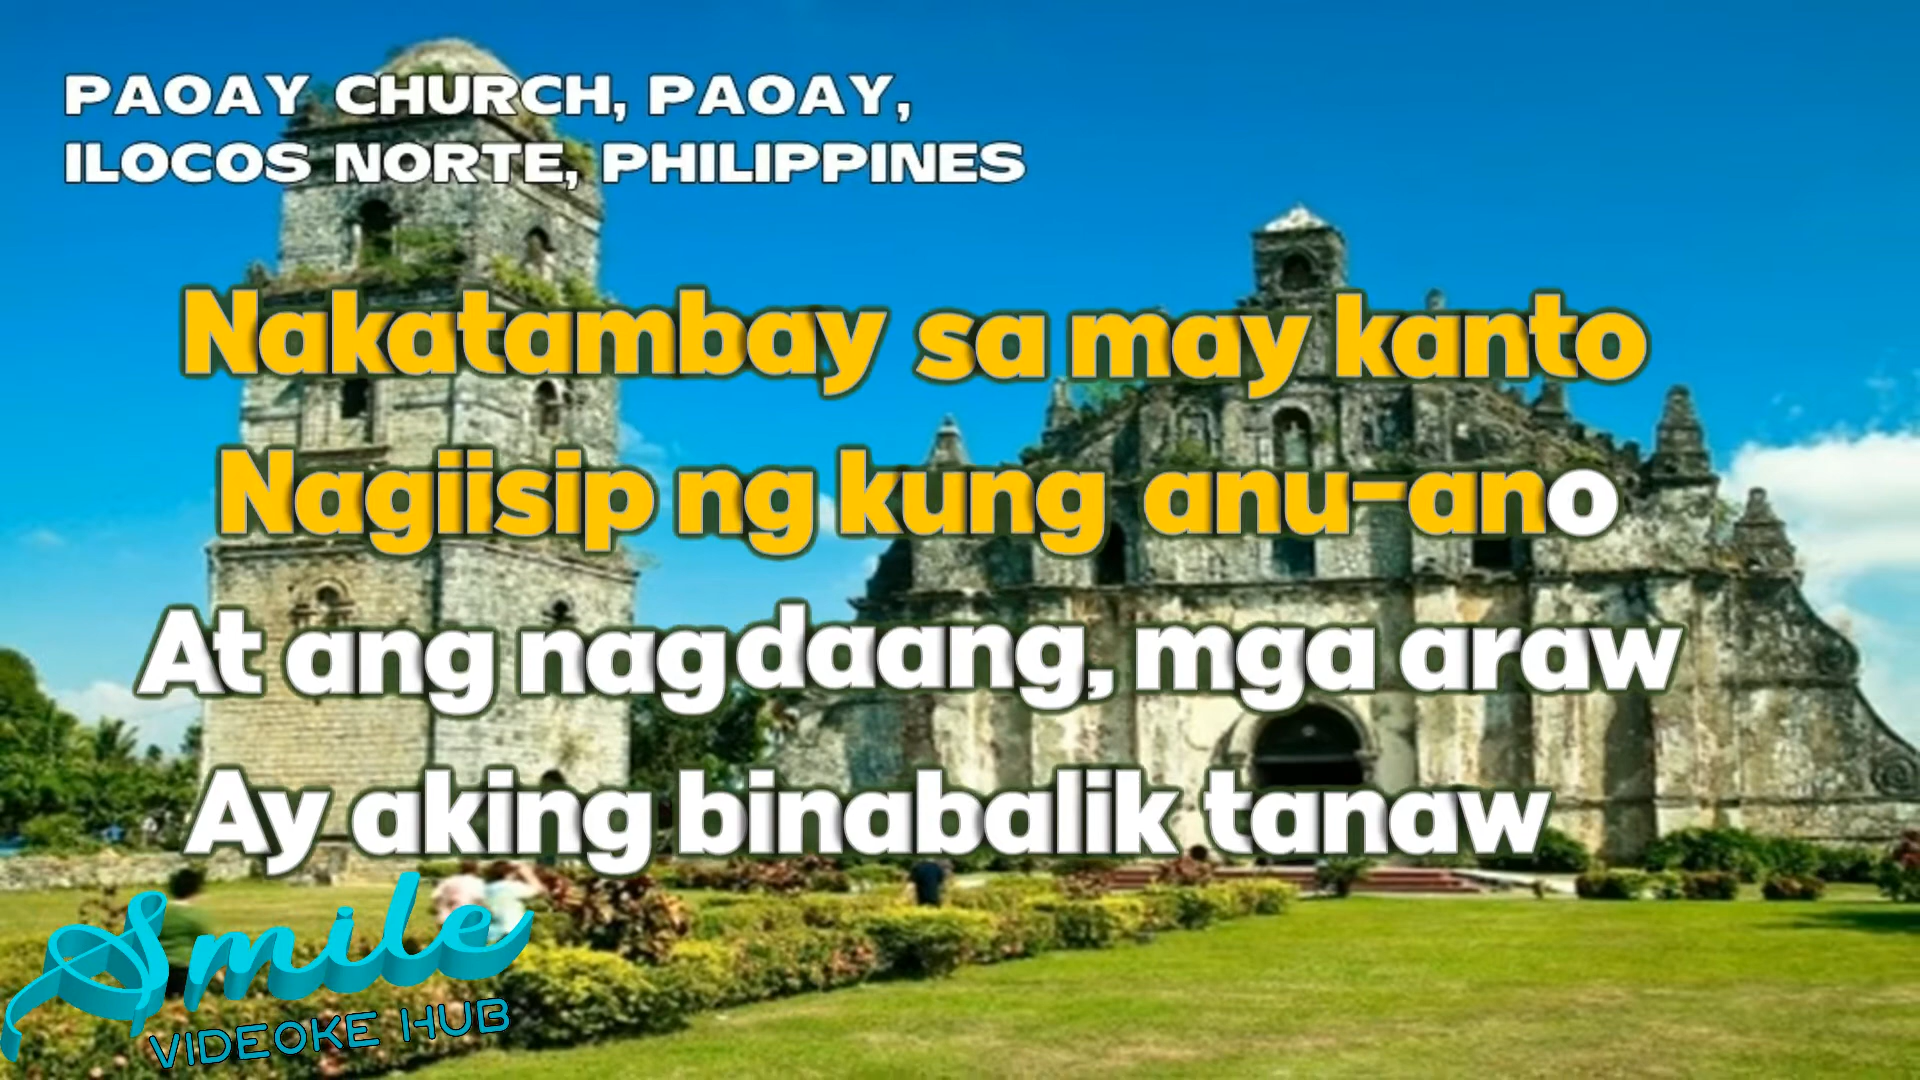 PAOAY CHURCH, PAOAY,
ILOCOS NORTE, PHILIPPINES
Nakatambay sa may kanto
Nagiisip ng kung anu-ano
At ang nagdaang, mga araw
Ay aking binabalik tanaw
Smile
VIDEOKE HUB